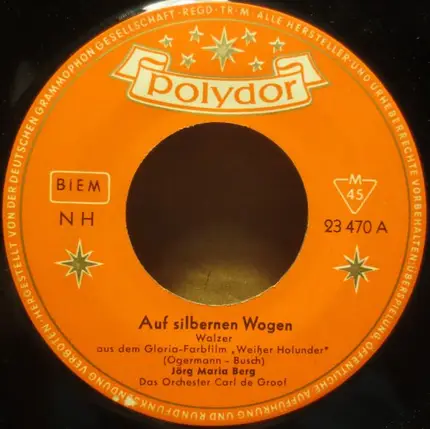 HERGESTELLT VON DER DEUTSCHEN GRAMMOPHON GESELLSCHAFT · REGD · TR · M · ALLE HERSTELLER- UND URHEBERRECHTE VORBEHALTEN · ÜBERSPIELUNG ÖFFENTLICHE AUFFÜHRUNG UND RUNDFUNKSENDUNG VERBOTEN ·
Polydor
BIEM
NH
M
45
23 470 A
Auf silbernen Wogen
Walzer
aus dem Gloria-Farbfilm „Weißer Holunder"
(Ogermann - Busch)
Jörg Maria Berg
Das Orchester Carl de Groof